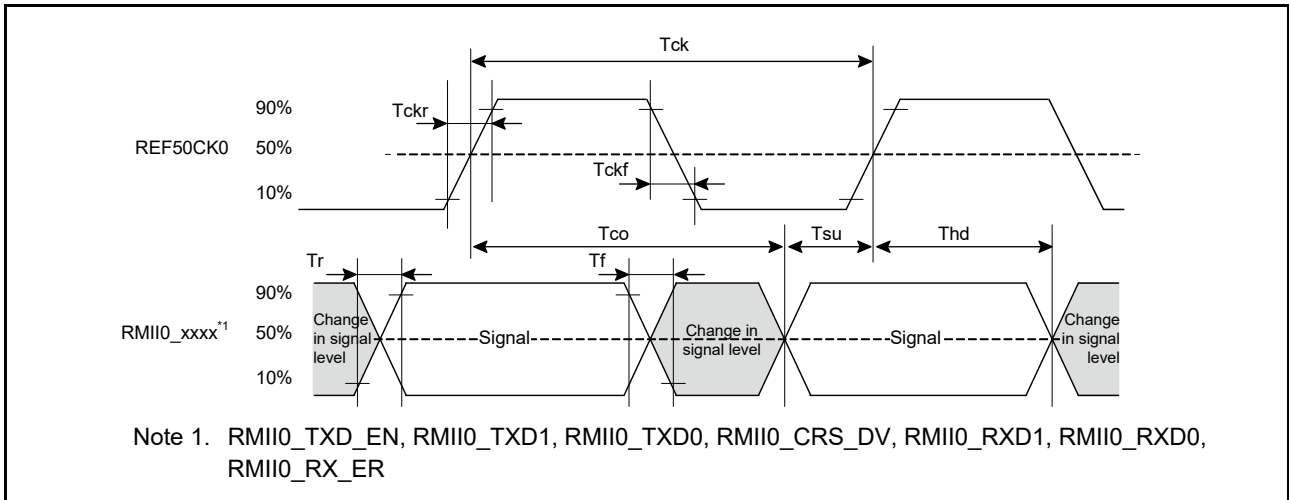 Tck
90%
Tckr
REF50CK0
50%
Tckf
10%
Tco
Tsu
Thd
Tr
Tf
90%
RMII0_xxxx*1
50%
10%
Change
in signal
level
Signal
Change in
signal level
Signal
Change
in signal
level
Note 1. RMII0_TXD_EN, RMII0_TXD1, RMII0_TXD0, RMII0_CRS_DV, RMII0_RXD1, RMII0_RXD0,
RMII0_RX_ER